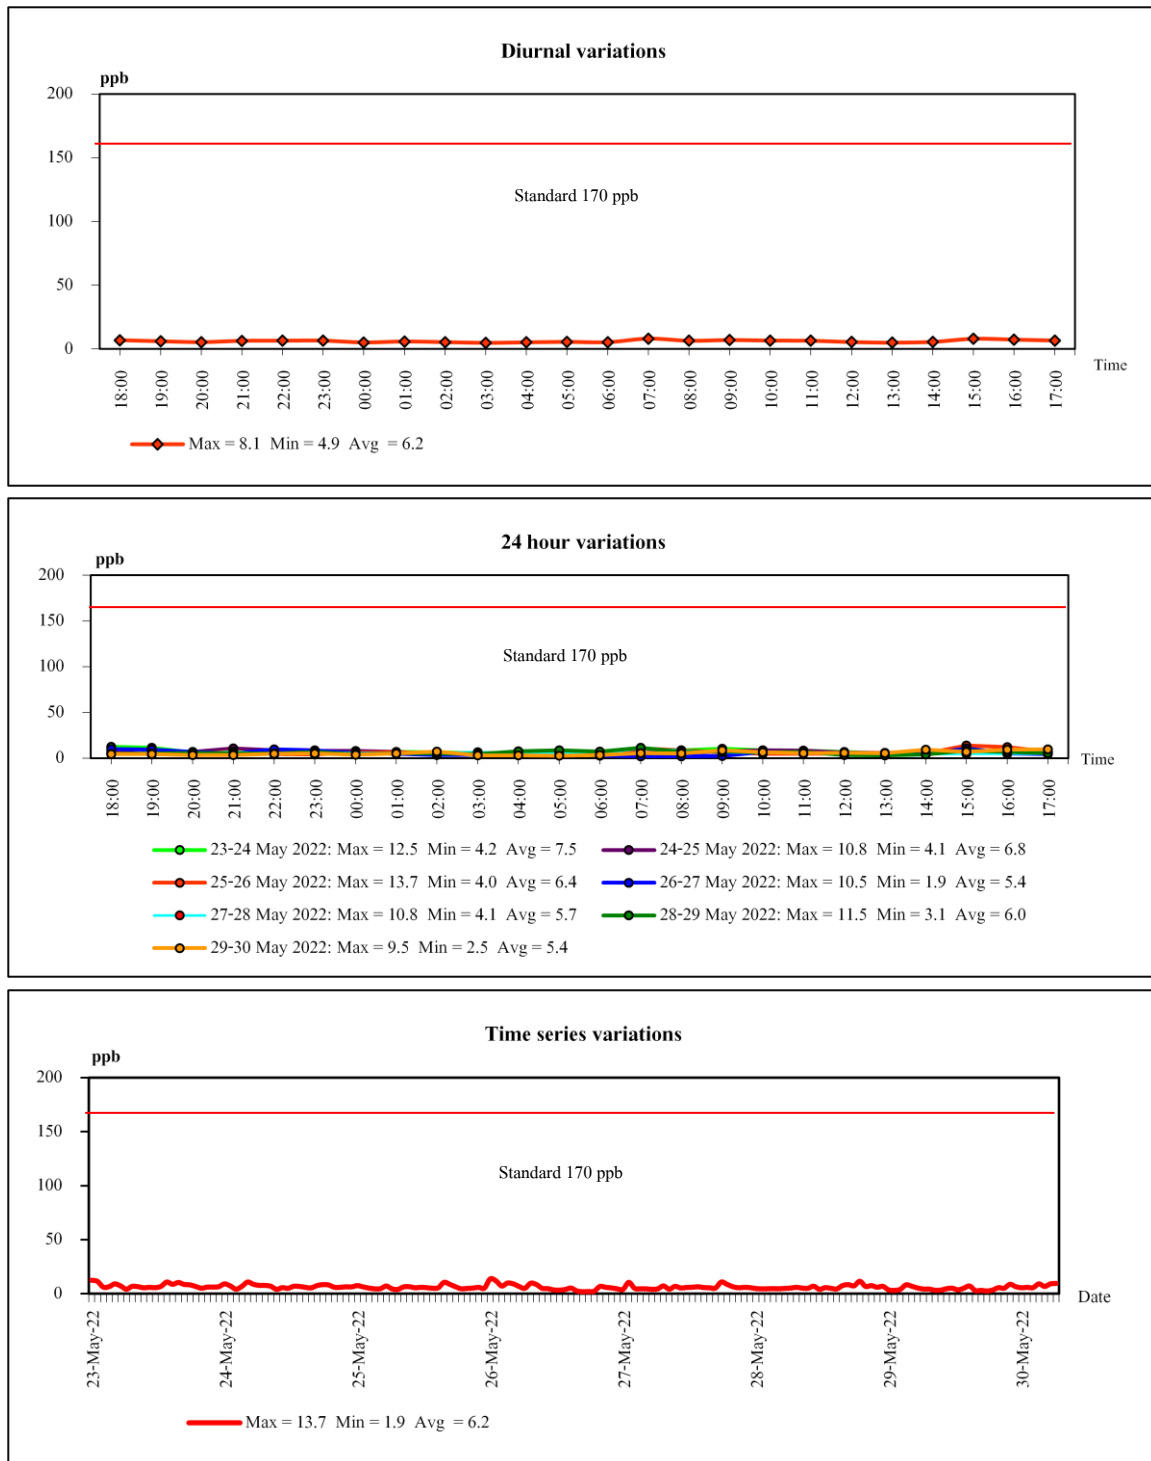 Diurnal variations
ppb
200
150
100
50
0
Standard 170 ppb
18:00 19:00 20:00 21:00 22:00 23:00 00:00 01:00 02:00 03:00 04:00 05:00 06:00 07:00 08:00 09:00 10:00 11:00 12:00 13:00 14:00 15:00 16:00 17:00
Time
Max = 8.1 Min = 4.9 Avg = 6.2
24 hour variations
ppb
200
150
100
50
0
Standard 170 ppb
18:00 19:00 20:00 21:00 22:00 23:00 00:00 01:00 02:00 03:00 04:00 05:00 06:00 07:00 08:00 09:00 10:00 11:00 12:00 13:00 14:00 15:00 16:00 17:00
Time
23-24 May 2022: Max = 12.5 Min = 4.2 Avg = 7.5 24-25 May 2022: Max = 10.8 Min = 4.1 Avg = 6.8
25-26 May 2022: Max = 13.7 Min = 4.0 Avg = 6.4 26-27 May 2022: Max = 10.5 Min = 1.9 Avg = 5.4
27-28 May 2022: Max = 10.8 Min = 4.1 Avg = 5.7 28-29 May 2022: Max = 11.5 Min = 3.1 Avg = 6.0
29-30 May 2022: Max = 9.5 Min = 2.5 Avg = 5.4
Time series variations
ppb
200
150
100
50
0
Standard 170 ppb
23-May-22 24-May-22 25-May-22 26-May-22 27-May-22 28-May-22 29-May-22 30-May-22
Date
Max = 13.7 Min = 1.9 Avg = 6.2